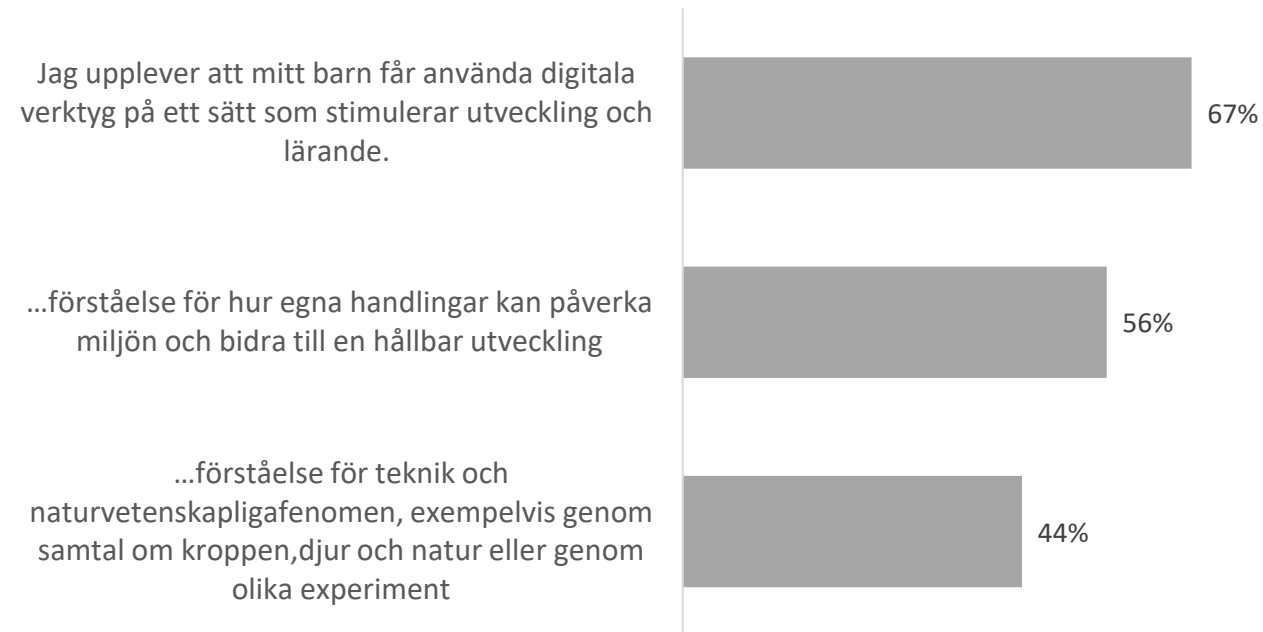 Jag upplever att mitt barn får använda digitala
verktyg på ett sätt som stimulerar utveckling och
lärande.
67%
…förståelse för hur egna handlingar kan påverka
miljön och bidra till en hållbar utveckling
56%
…förståelse för teknik och
naturvetenskapligafenomen, exempelvis genom
samtal om kroppen,djur och natur eller genom
olika experiment
44%